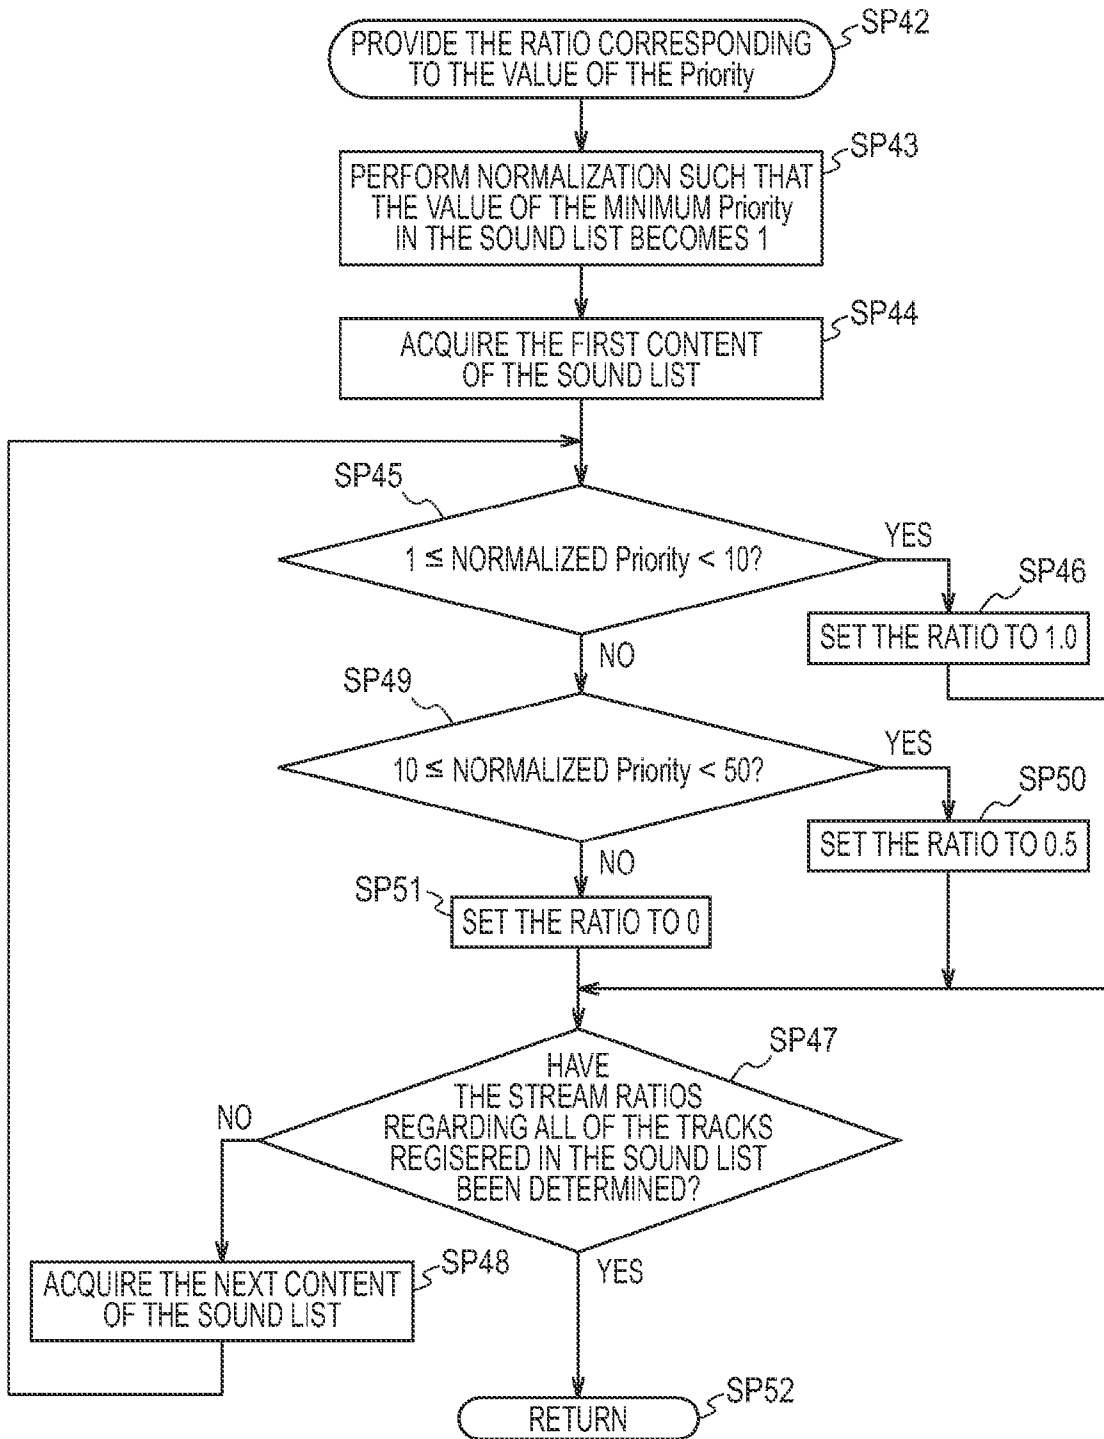 SP42
PROVIDE THE RATIO CORRESPONDING
TO THE VALUE OF THE Priority
SP43
PERFORM NORMALIZATION SUCH THAT
THE VALUE OF THE MINIMUM Priority
IN THE SOUND LIST BECOMES 1
SP44
ACQUIRE THE FIRST CONTENT
OF THE SOUND LIST
SP45
1 ≤ NORMALIZED Priority < 10?
YES
SP46
SET THE RATIO TO 1.0
NO
SP49
10 ≤ NORMALIZED Priority < 50?
YES
SP50
SET THE RATIO TO 0.5
NO
SP51
SET THE RATIO TO 0
SP47
HAVE
THE STREAM RATIOS
REGARDING ALL OF THE TRACKS
REGISERED IN THE SOUND LIST
BEEN DETERMINED?
NO
SP48
ACQUIRE THE NEXT CONTENT
OF THE SOUND LIST
YES
SP52
RETURN